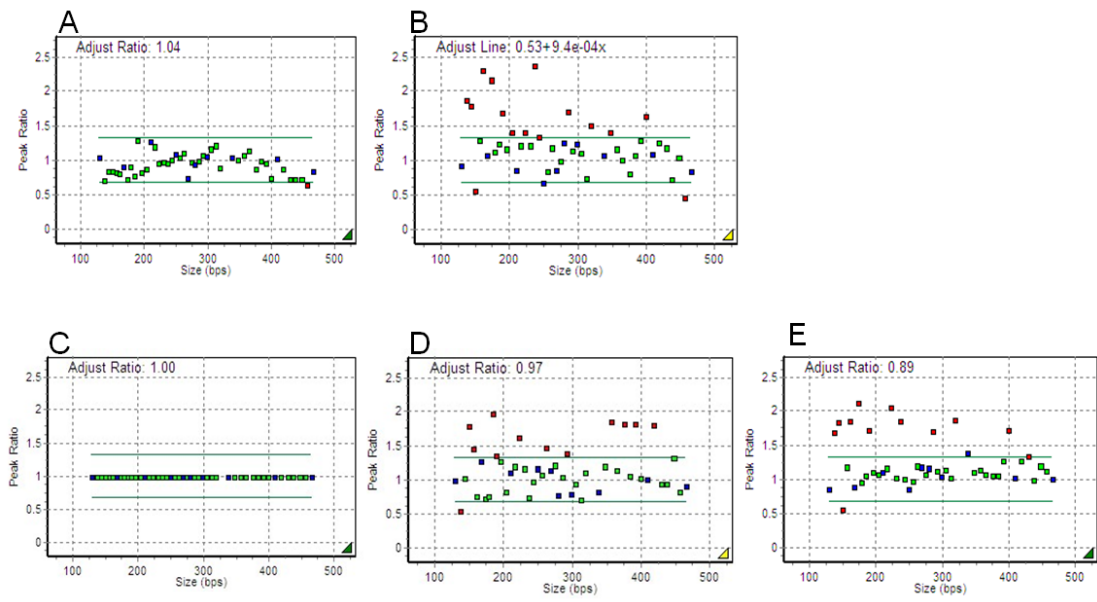 A
Adjust Ratio: 1.04
2.5
2
1.5
1
0.5
0
Peak Ratio
100 200 300 400 500
Size (bps)
B
Adjust Line: 0.53+9.4e-04x
2.5
2
1.5
1
0.5
0
Peak Ratio
100 200 300 400 500
Size (bps)
C
Adjust Ratio: 1.00
2.5
2
1.5
1
0.5
0
Peak Ratio
100 200 300 400 500
Size (bps)
D
Adjust Ratio: 0.97
2.5
2
1.5
1
0.5
0
Peak Ratio
100 200 300 400 500
Size (bps)
E
Adjust Ratio: 0.89
2.5
2
1.5
1
0.5
0
Peak Ratio
100 200 300 400 500
Size (bps)